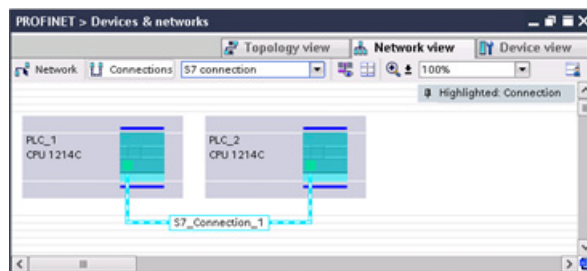 PROFINET > Devices & networks
Topology view Network view Device view
Network Connections S7 connection 100%
Highlighted: Connection
PLC_1
CPU 1214C
PLC_2
CPU 1214C
S7_Connection_1